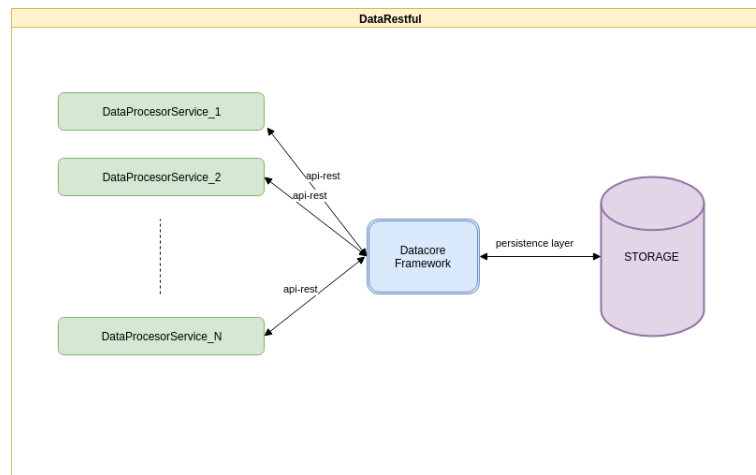 DataRestful
DataProcesorService_1
api-rest
DataProcesorService_2
api-rest
Datacore
Framework
persistence layer
STORAGE
api-rest
DataProcesorService_N